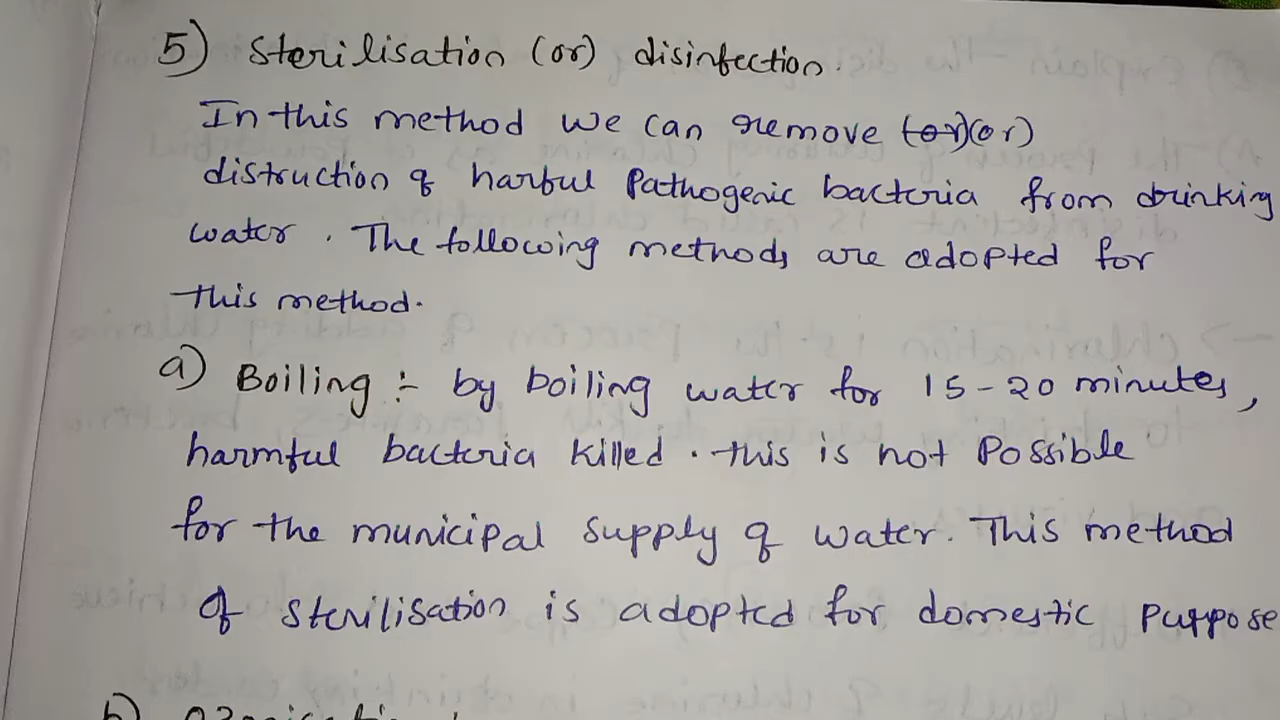 5) Sterilisation (or) disinfection.
In this method we can remove (or)(or)
distruction of harful Pathogenic bacteria from drinking
water. The following methods are adopted for
this method.
a) Boiling :- by boiling water for 15-20 minutes,
harmful bacteria killed. this is not Possible
for the municipal supply of water. This method
of sterilisation is adopted for domestic Purpose
b)